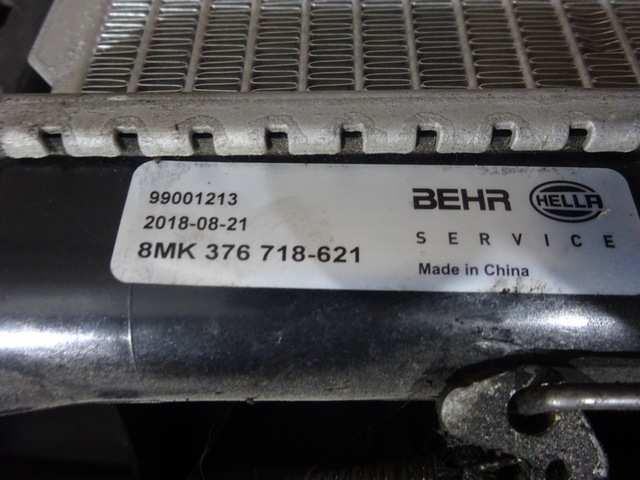 99001213
2018-08-21
8MK 376 718-621
BEHR HELLA
SERVICE
Made in China